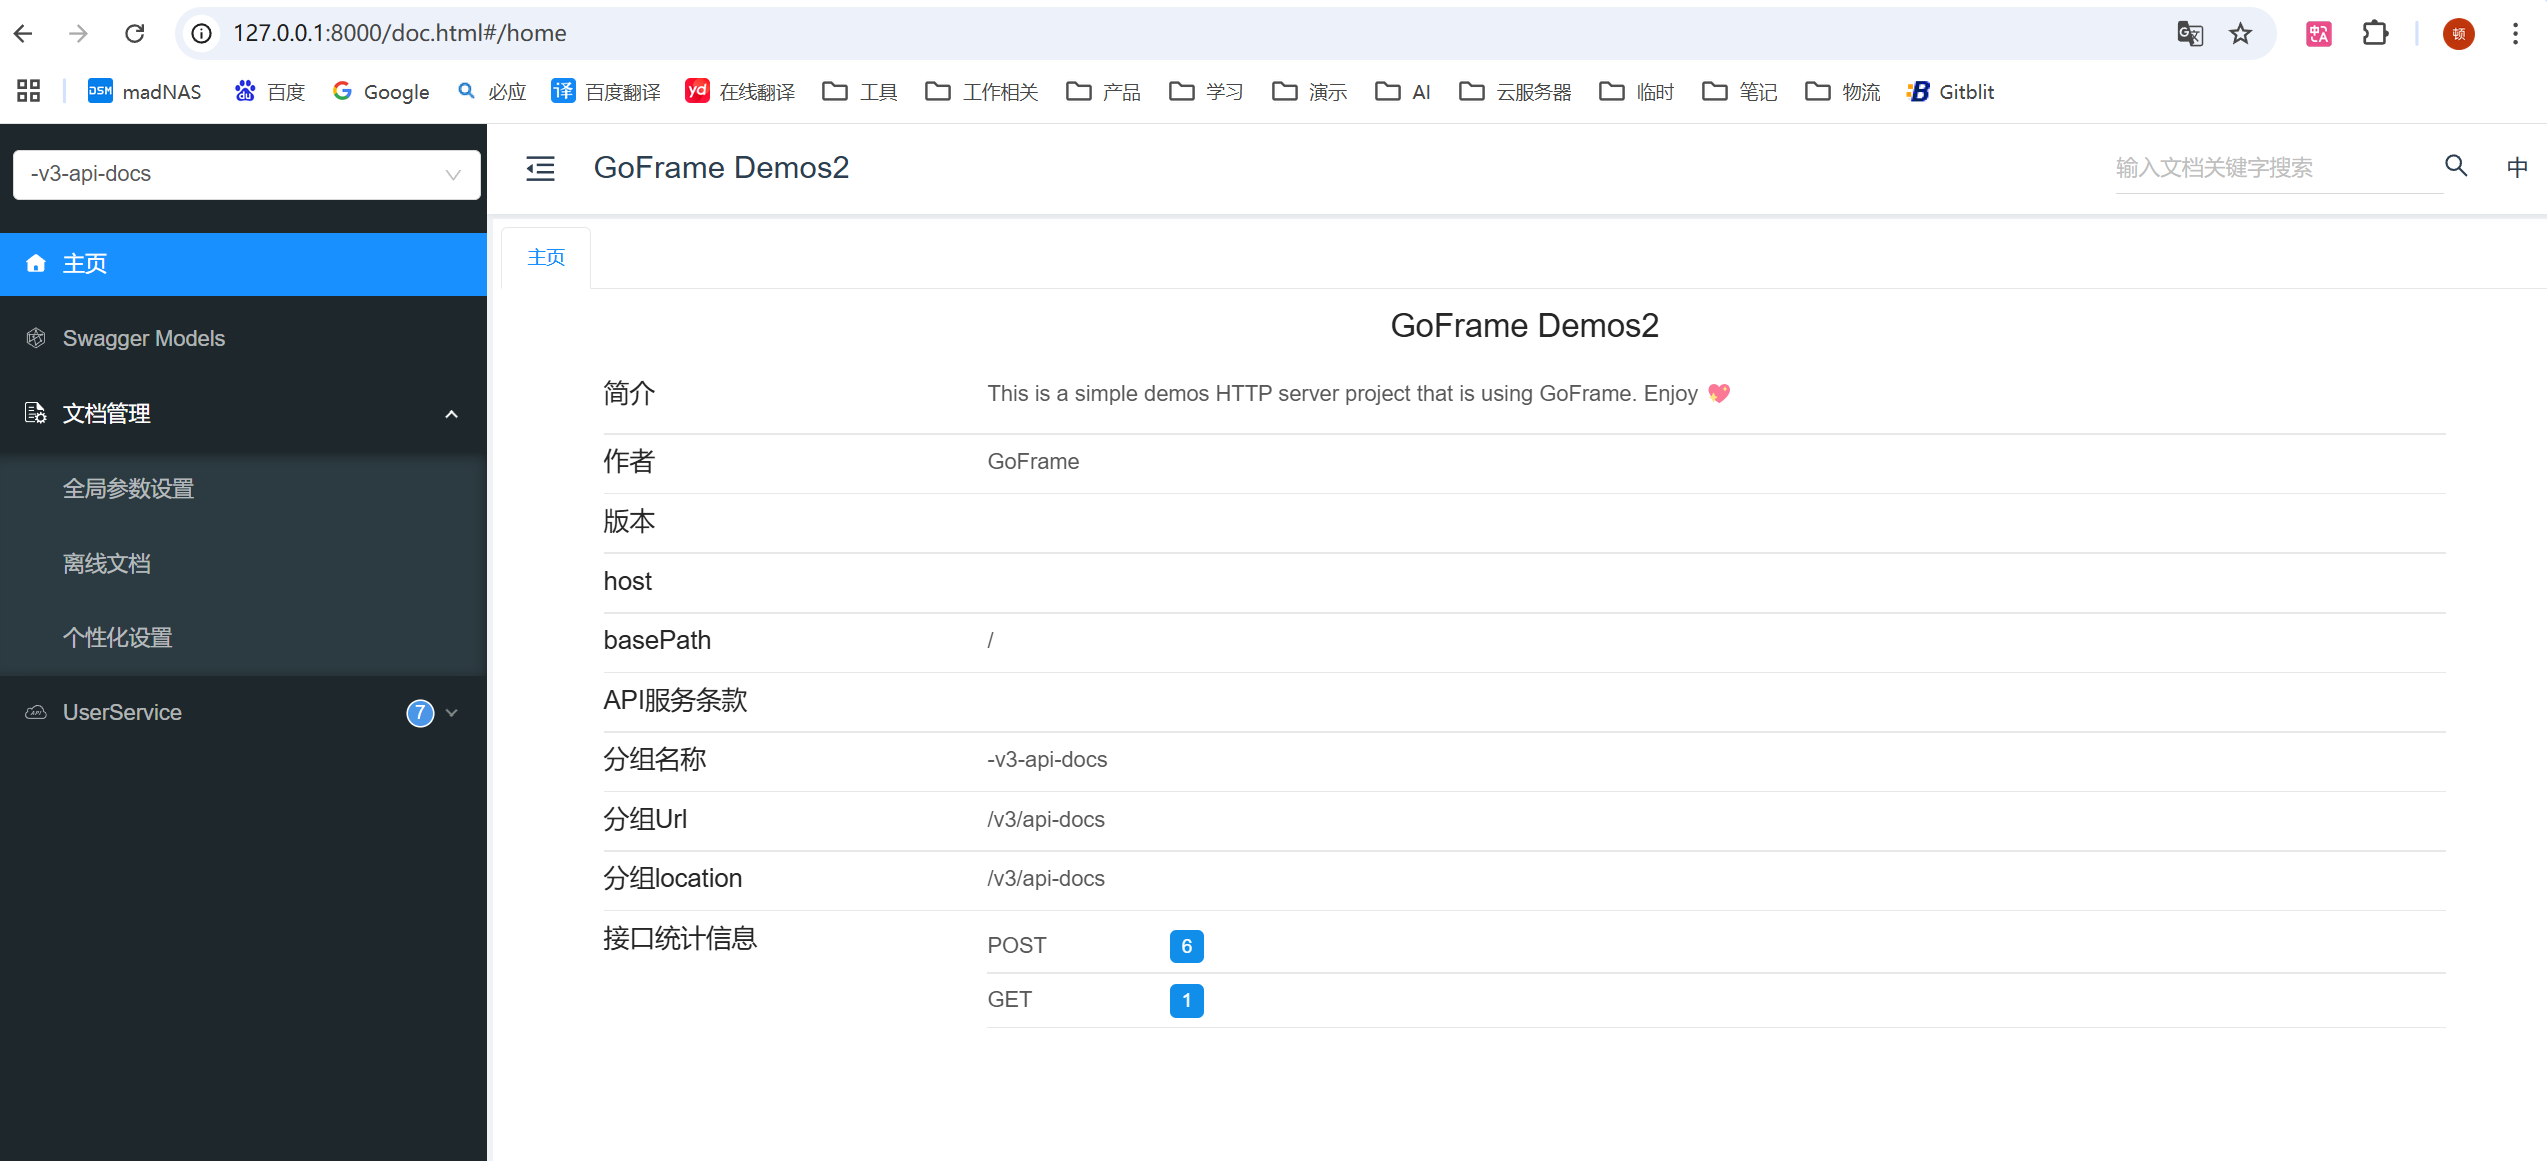 127.0.0.1:8000/doc.html#/home
顿
DSM madNAS 百度 Google 必应 译 百度翻译 yd 在线翻译 工具 工作相关 产品 学习 演示 AI 云服务器 临时 笔记 物流 Gitblit
-v3-api-docs
GoFrame Demos2
输入文档关键字搜索
中
主页
Swagger Models
文档管理
全局参数设置
离线文档
个性化设置
UserService 7
主页
GoFrame Demos2
简介 This is a simple demos HTTP server project that is using GoFrame. Enjoy 💖
作者 GoFrame
版本
host
basePath /
API服务条款
分组名称 -v3-api-docs
分组Url /v3/api-docs
分组location /v3/api-docs
接口统计信息 POST 6
GET 1